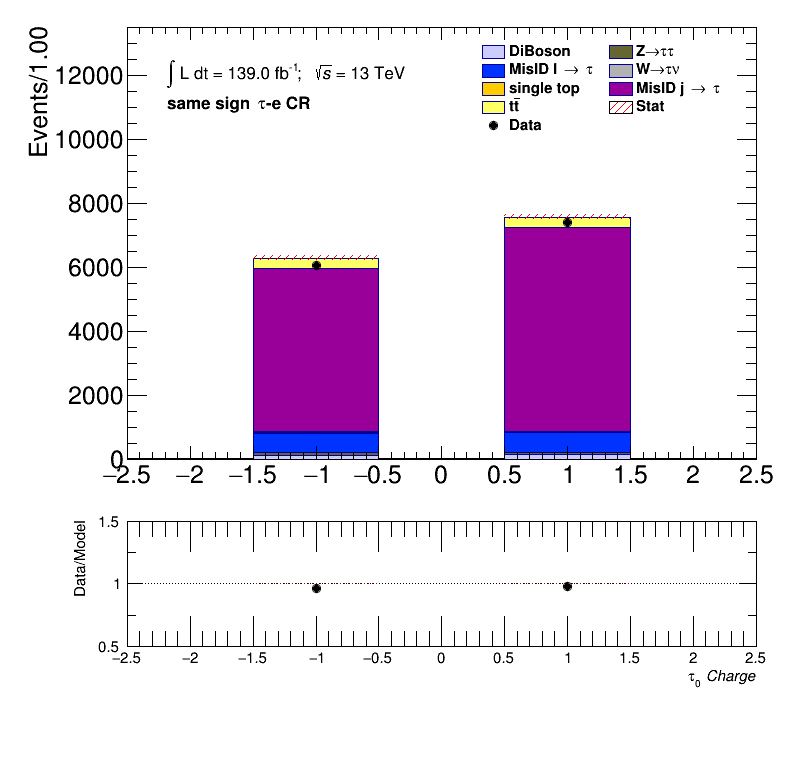 Events/1.00
12000
10000
8000
6000
4000
2000
0
∫ L dt = 139.0 fb⁻¹; √s = 13 TeV
same sign τ-e CR
DiBoson
Z→ττ
MisID l → τ
W→τν
single top
MisID j → τ
tt̅
Stat
Data
−2.5 −2 −1.5 −1 −0.5 0 0.5 1 1.5 2 2.5
Data/Model
1.5
1
0.5
−2.5 −2 −1.5 −1 −0.5 0 0.5 1 1.5 2 2.5
τ₀ Charge